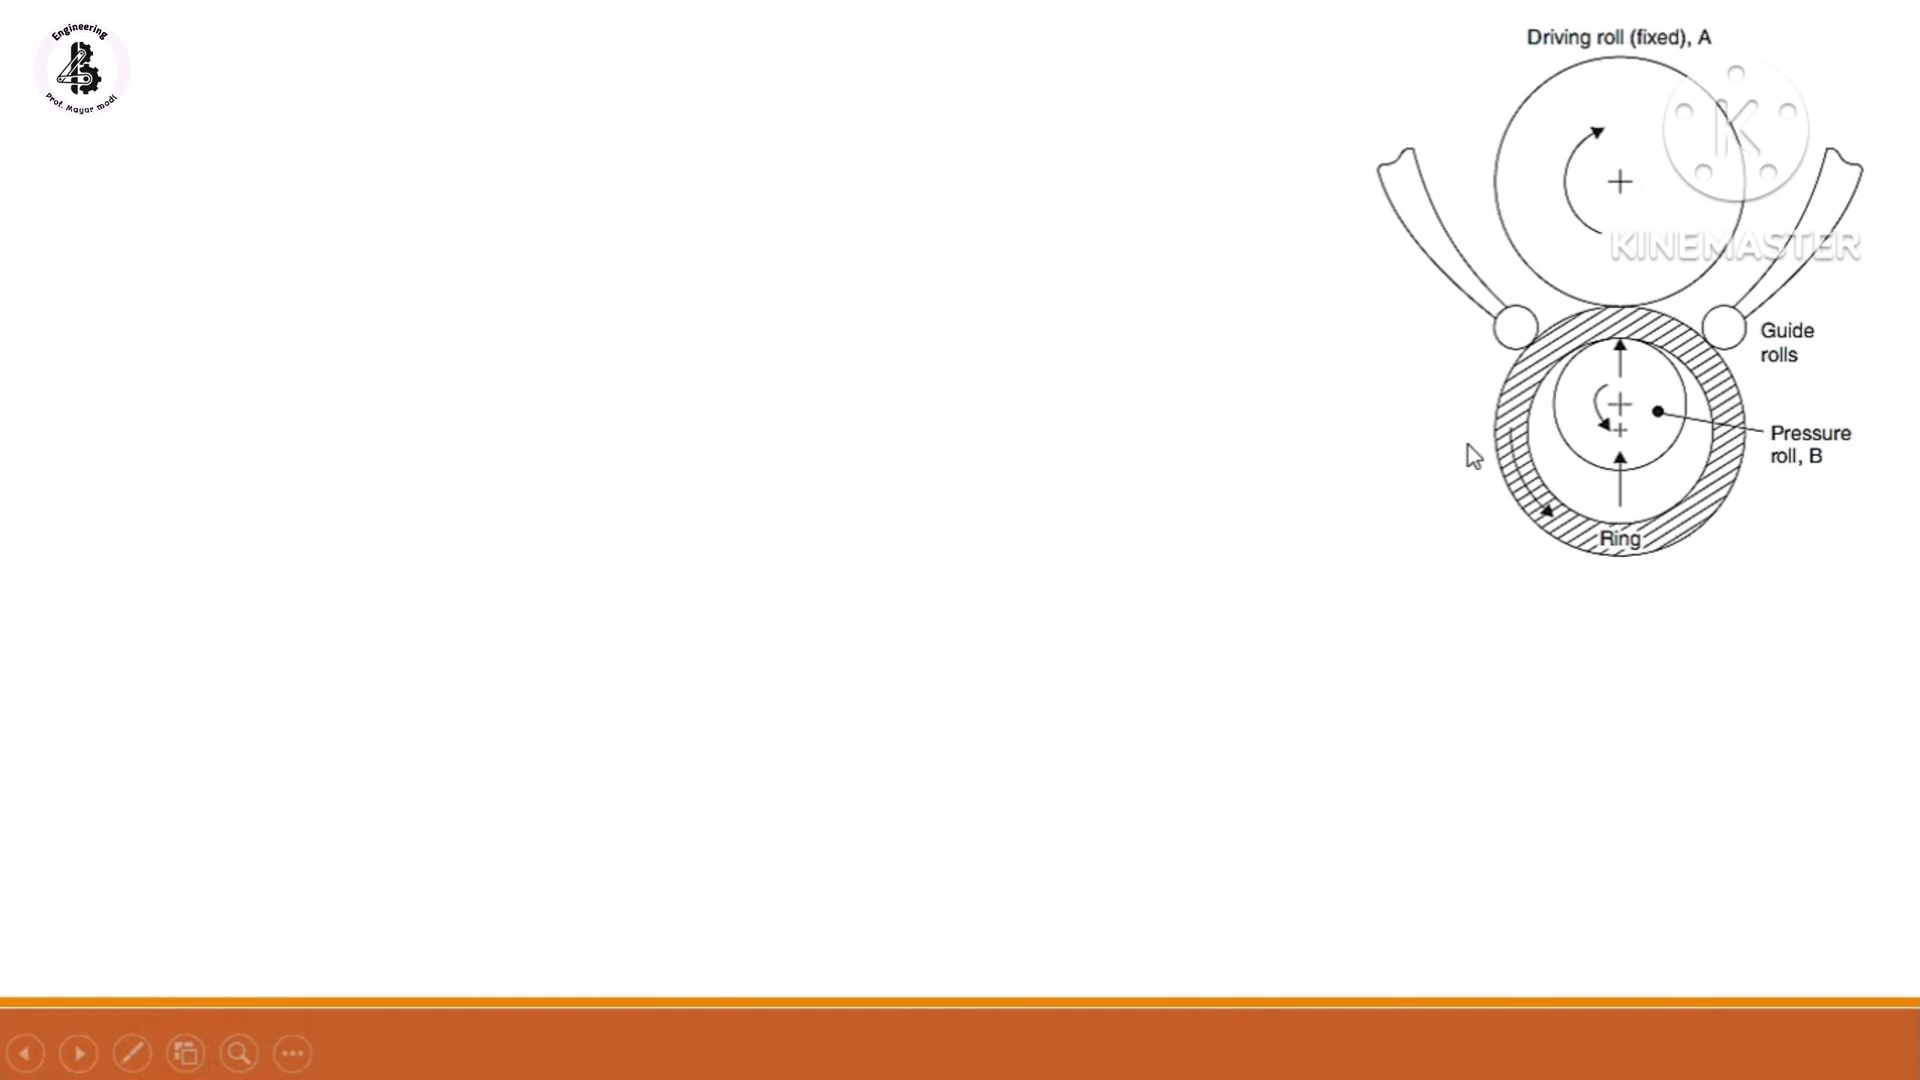 Engineering
Prof. Mayur modi
Driving roll (fixed), A
K
KINEMASTER
Guide
rolls
Pressure
roll, B
Ring